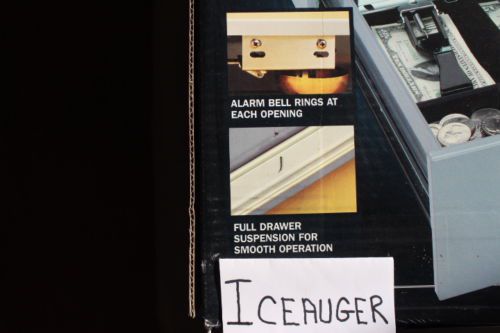 ALARM BELL RINGS AT
EACH OPENING
FULL DRAWER
SUSPENSION FOR
SMOOTH OPERATION
ICEAUGER